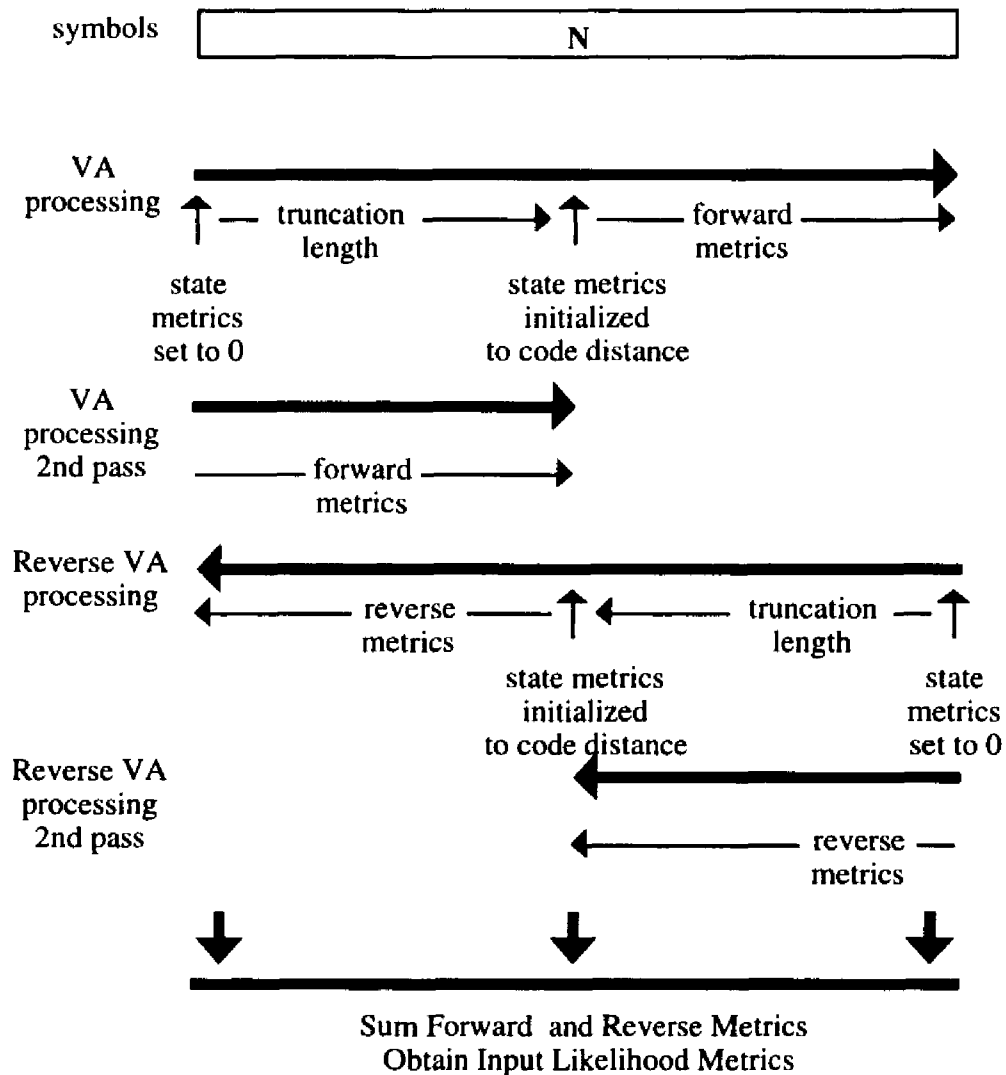 symbols
N
VA
processing
truncation
length
forward
metrics
state
metrics
set to 0
state metrics
initialized
to code distance
VA
processing
2nd pass
forward
metrics
Reverse VA
processing
reverse
metrics
truncation
length
state metrics
initialized
to code distance
state
metrics
set to 0
Reverse VA
processing
2nd pass
reverse
metrics
Sum Forward and Reverse Metrics
Obtain Input Likelihood Metrics